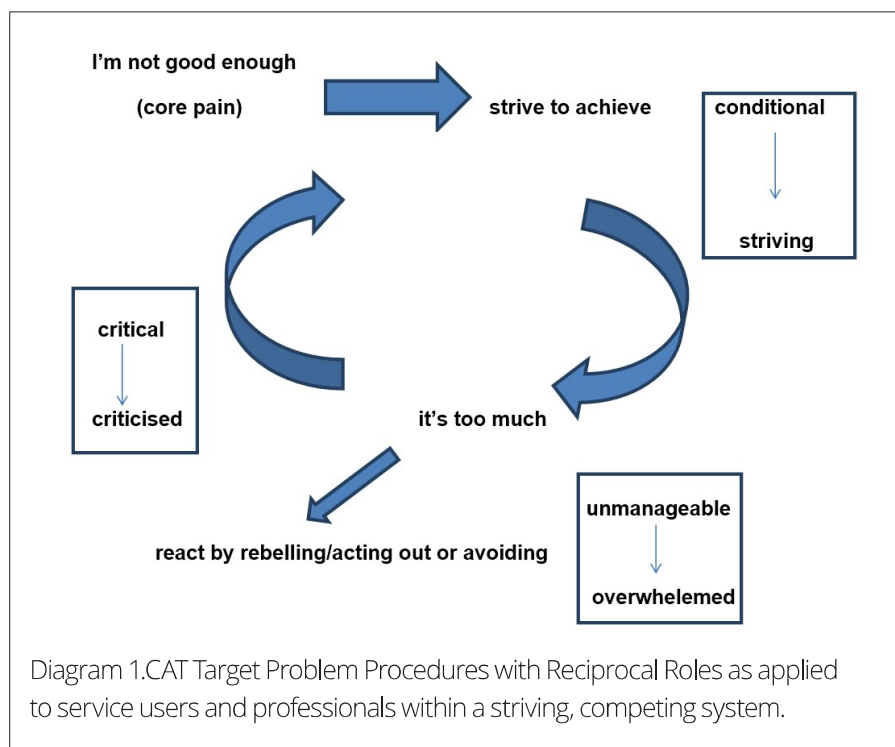 I'm not good enough
(core pain)
strive to achieve
conditional
striving
critical
criticised
it's too much
react by rebelling/acting out or avoiding
unmanageable
overwhelemed
Diagram 1.CAT Target Problem Procedures with Reciprocal Roles as applied
to service users and professionals within a striving, competing system.